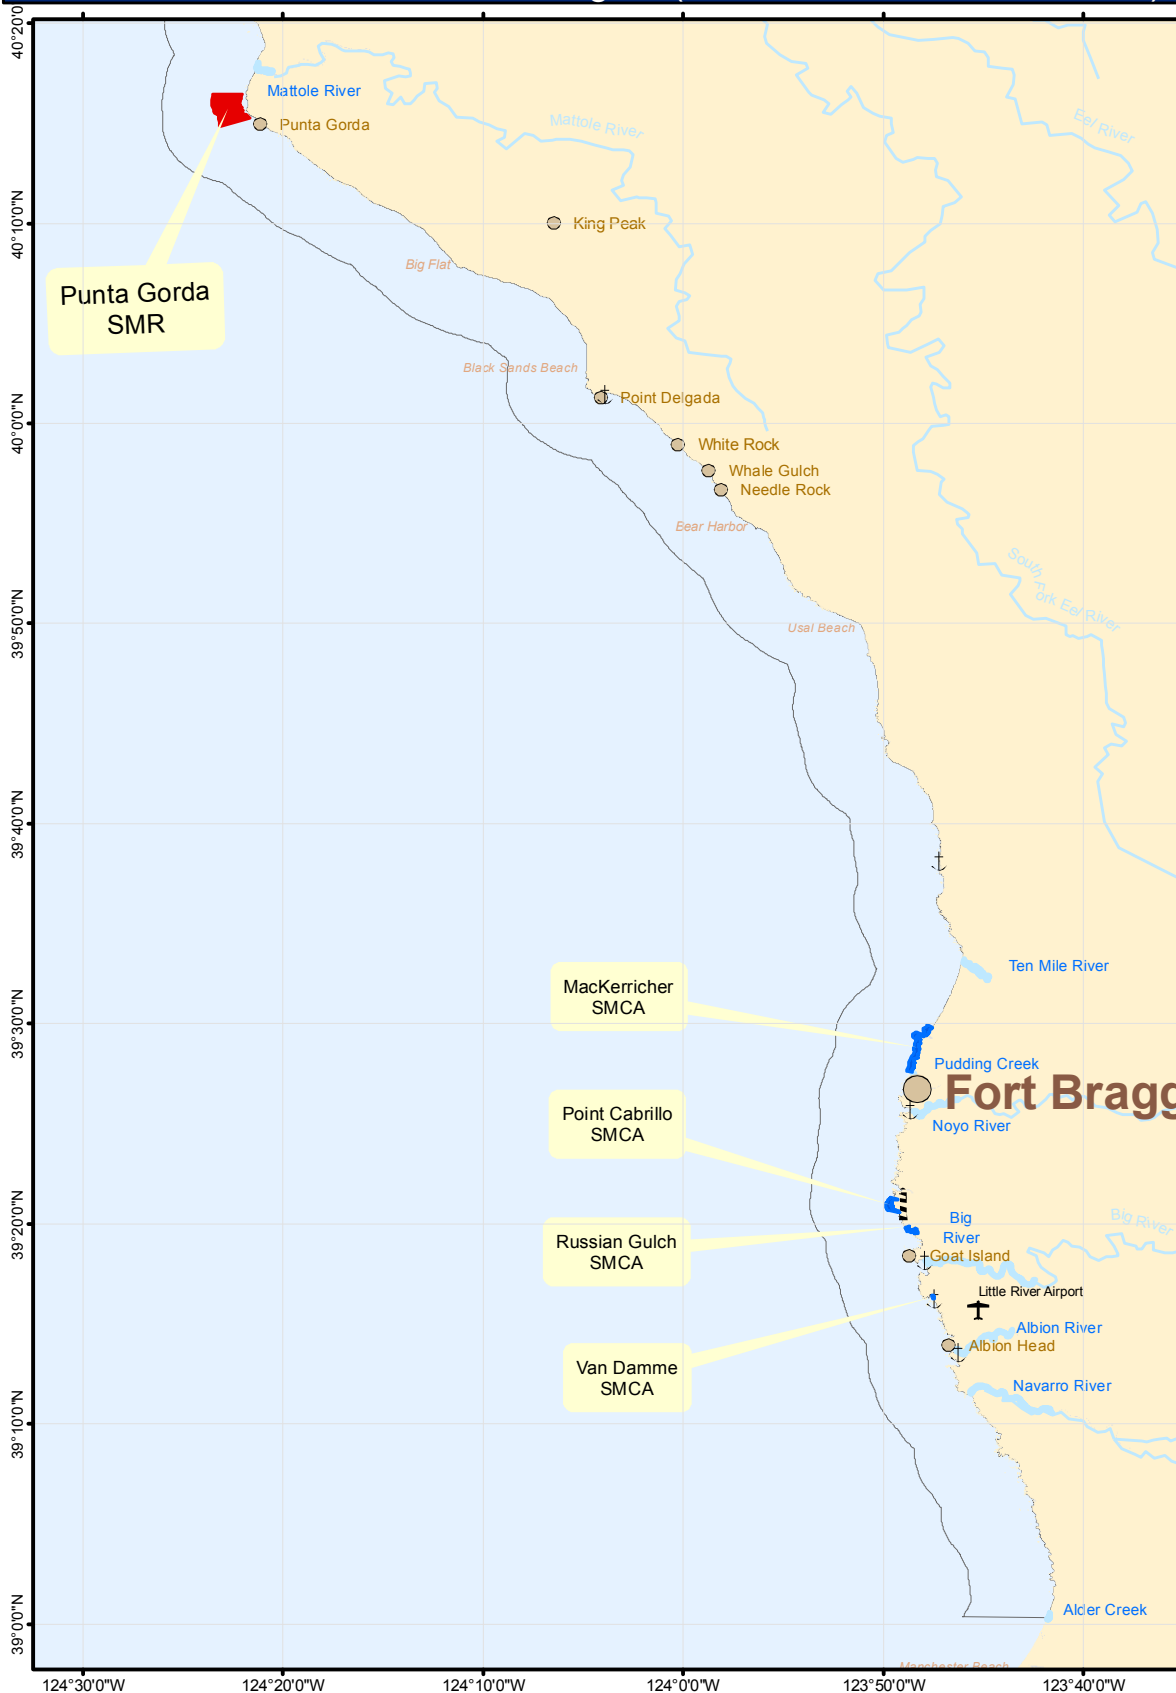 40°20'0
Mattole River
Punta Gorda
Mattole River
Eel River
40°10'0"N
King Peak
Big Flat
Punta Gorda
SMR
Black Sands Beach
Point Delgada
40°0'0"N
White Rock
Whale Gulch
Needle Rock
Bear Harbor
South Fork Eel River
39°50'0"N
Usal Beach
39°40'0"N
Ten Mile River
MacKerricher
SMCA
39°30'0"N
Pudding Creek
Fort Bragg
Point Cabrillo
SMCA
Noyo River
39°20'0"N
Big
River
Big River
Russian Gulch
SMCA
Goat Island
Little River Airport
Albion River
Albion Head
Van Damme
SMCA
Navarro River
39°10'0"N
Alder Creek
39°0'0"N
Manchester Beach
124°30'0"W
124°20'0"W
124°10'0"W
124°0'0"W
123°50'0"W
123°40'0"W